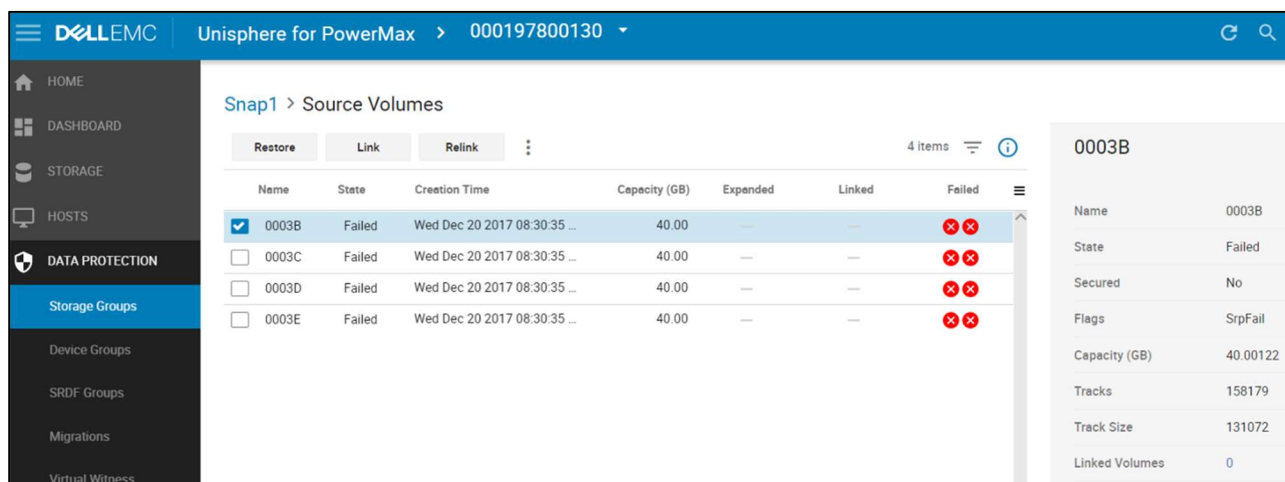 DELLEMC Unisphere for PowerMax > 000197800130
HOME
DASHBOARD
STORAGE
HOSTS
DATA PROTECTION
Storage Groups
Device Groups
SRDF Groups
Migrations
Virtual Witness
Snap1 > Source Volumes
Restore Link Relink 4 items
Name State Creation Time Capacity (GB) Expanded Linked Failed
0003B Failed Wed Dec 20 2017 08:30:35 ... 40.00 — —
0003C Failed Wed Dec 20 2017 08:30:35 ... 40.00 — —
0003D Failed Wed Dec 20 2017 08:30:35 ... 40.00 — —
0003E Failed Wed Dec 20 2017 08:30:35 ... 40.00 — —
0003B
Name 0003B
State Failed
Secured No
Flags SrpFail
Capacity (GB) 40.00122
Tracks 158179
Track Size 131072
Linked Volumes 0